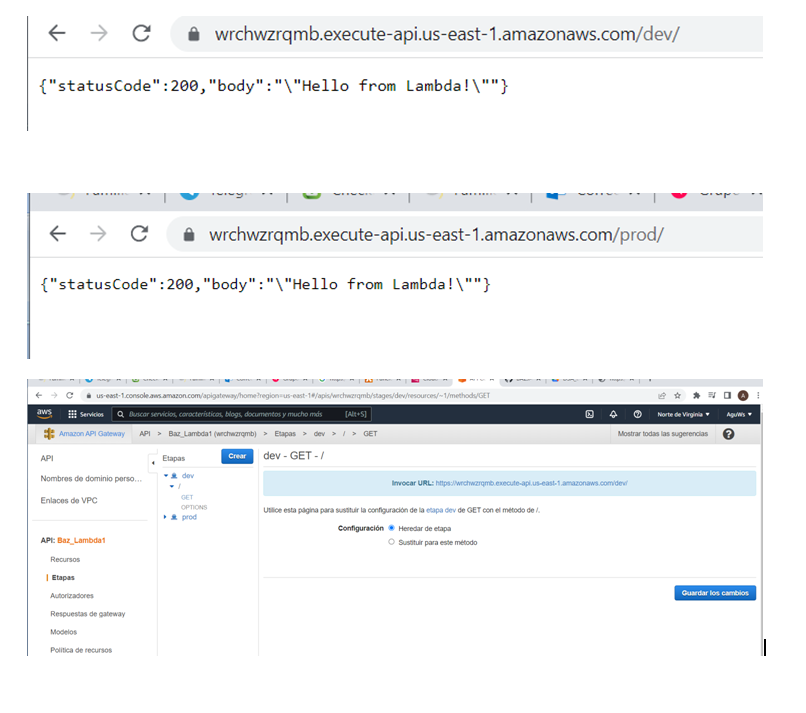 wrchwzrqmb.execute-api.us-east-1.amazonaws.com/dev/
{"statusCode":200,"body":"\"Hello from Lambda!\""}
wrchwzrqmb.execute-api.us-east-1.amazonaws.com/prod/
{"statusCode":200,"body":"\"Hello from Lambda!\""}
us-east-1.console.aws.amazon.com/apigateway/home?region=us-east-1#/apis/wrchwzrqmb/stages/dev/resources/~1/methods/GET
aws Servicios Buscar servicios, características, blogs, documentos y mucho más [Alt+S] Norte de Virginia ▼ AguWs ▼
Amazon API Gateway API > Baz_Lambda1 (wrchwzrqmb) > Etapas > dev > / > GET Mostrar todas las sugerencias ?
API
Nombres de dominio perso...
Enlaces de VPC
API: Baz_Lambda1
Recursos
Etapas
Autorizadores
Respuestas de gateway
Modelos
Política de recursos
Etapas Crear
dev
/
GET
OPTIONS
prod
dev - GET - /
Invocar URL: https://wrchwzrqmb.execute-api.us-east-1.amazonaws.com/dev/
Utilice esta página para sustituir la configuración de la etapa dev de GET con el método de /.
Configuración Heredar de etapa
Sustituir para este método
Guardar los cambios